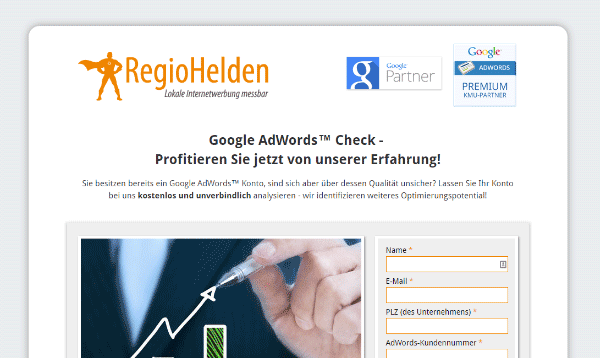 RegioHelden
Lokale Internetwerbung messbar
Google
Partner
Google
ADWORDS
PREMIUM
KMU-PARTNER
Google AdWords™ Check -
Profitieren Sie jetzt von unserer Erfahrung!
Sie besitzen bereits ein Google AdWords™ Konto, sind sich aber über dessen Qualität unsicher? Lassen Sie Ihr Konto
bei uns kostenlos und unverbindlich analysieren - wir identifizieren weiteres Optimierungspotential!
Name *
E-Mail *
PLZ (des Unternehmens) *
AdWords-Kundennummer *